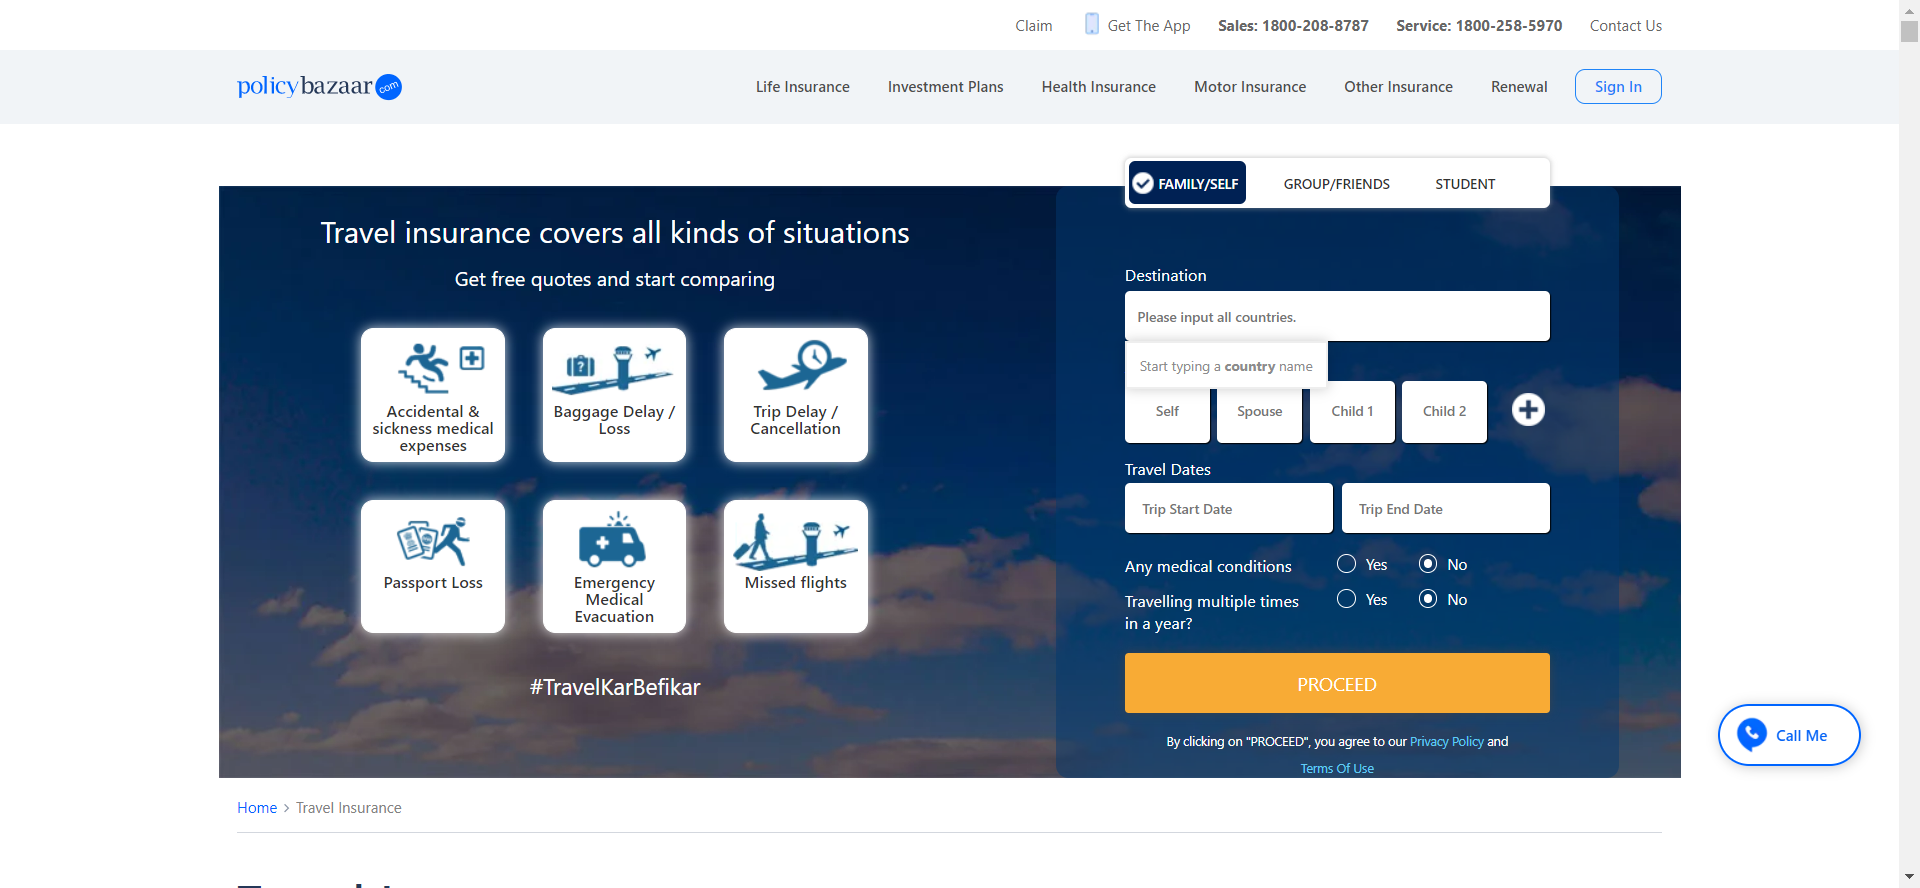 Claim
Get The App
Sales: 1800-208-8787
Service: 1800-258-5970
Contact Us
policybazaar com
Life Insurance
Investment Plans
Health Insurance
Motor Insurance
Other Insurance
Renewal
Sign In
FAMILY/SELF
GROUP/FRIENDS
STUDENT
Travel insurance covers all kinds of situations
Get free quotes and start comparing
Accidental &
sickness medical
expenses
Baggage Delay /
Loss
Trip Delay /
Cancellation
Passport Loss
Emergency
Medical
Evacuation
Missed flights
#TravelKarBefikar
Destination
Please input all countries.
Start typing a country name
Self
Spouse
Child 1
Child 2
Travel Dates
Trip Start Date
Trip End Date
Any medical conditions
Yes
No
Travelling multiple times
in a year?
Yes
No
PROCEED
By clicking on "PROCEED", you agree to our Privacy Policy and
Terms Of Use
Call Me
Home > Travel Insurance